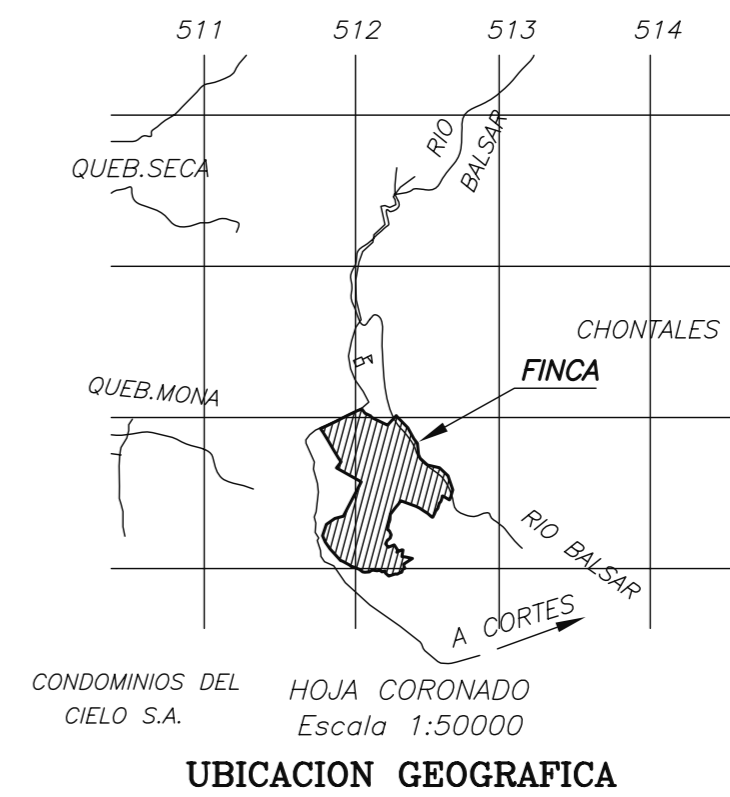 511 512 513 514
RIO
BALSAR
QUEB.SECA
CHONTALES
FINCA
QUEB.MONA
RIO BALSAR
A CORTES
CONDOMINIOS DEL
CIELO S.A.
HOJA CORONADO
Escala 1:50000
UBICACION GEOGRAFICA